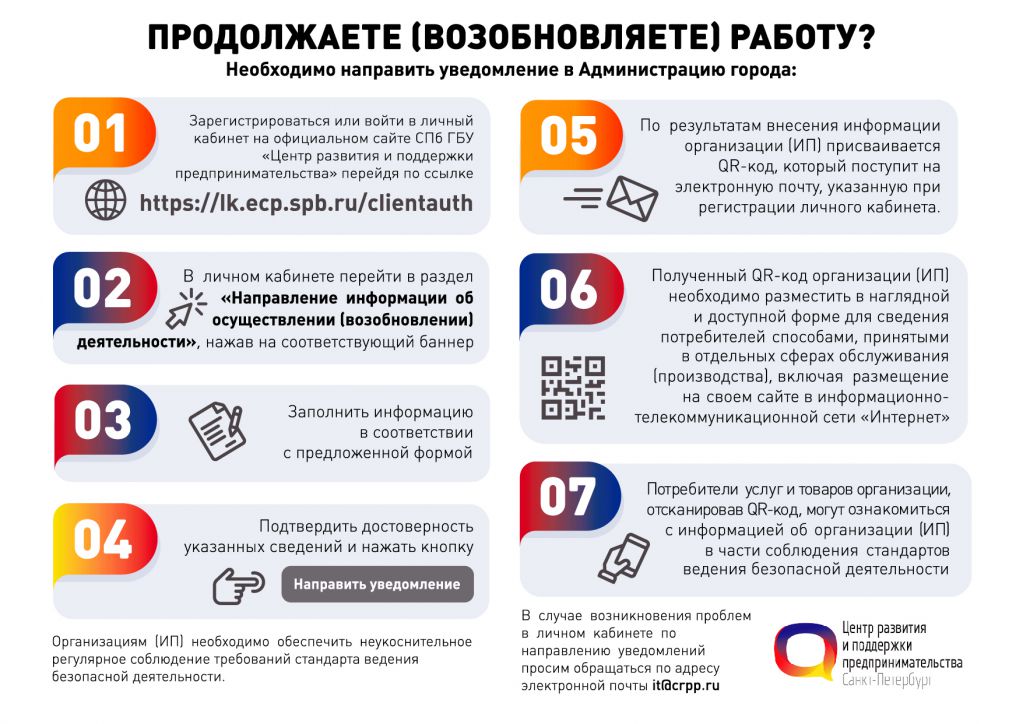 ПРОДОЛЖАЕТЕ (ВОЗОБНОВЛЯЕТЕ) РАБОТУ?
Необходимо направить уведомление в Администрацию города:
01
Зарегистрироваться или войти в личный
кабинет на официальном сайте СПб ГБУ
«Центр развития и поддержки
предпринимательства» перейдя по ссылке
https://lk.ecp.spb.ru/clientauth
02
В личном кабинете перейти в раздел
«Направление информации об
осуществлении (возобновлении)
деятельности», нажав на соответствующий баннер
03
Заполнить информацию
в соответствии
с предложенной формой
04
Подтвердить достоверность
указанных сведений и нажать кнопку
Направить уведомление
Организациям (ИП) необходимо обеспечить неукоснительное
регулярное соблюдение требований стандарта ведения
безопасной деятельности.
05
По результатам внесения информации
организации (ИП) присваивается
QR-код, который поступит на
электронную почту, указанную при
регистрации личного кабинета.
06
Полученный QR-код организации (ИП)
необходимо разместить в наглядной
и доступной форме для сведения
потребителей способами, принятыми
в отдельных сферах обслуживания
(производства), включая размещение
на своем сайте в информационно-
телекоммуникационной сети «Интернет»
07
Потребители услуг и товаров организации,
отсканировав QR-код, могут ознакомиться
с информацией об организации (ИП)
в части соблюдения стандартов
ведения безопасной деятельности
В случае возникновения проблем
в личном кабинете по
направлению уведомлений
просим обращаться по адресу
электронной почты it@crpp.ru
Центр развития
и поддержки
предпринимательства
Санкт-Петербург